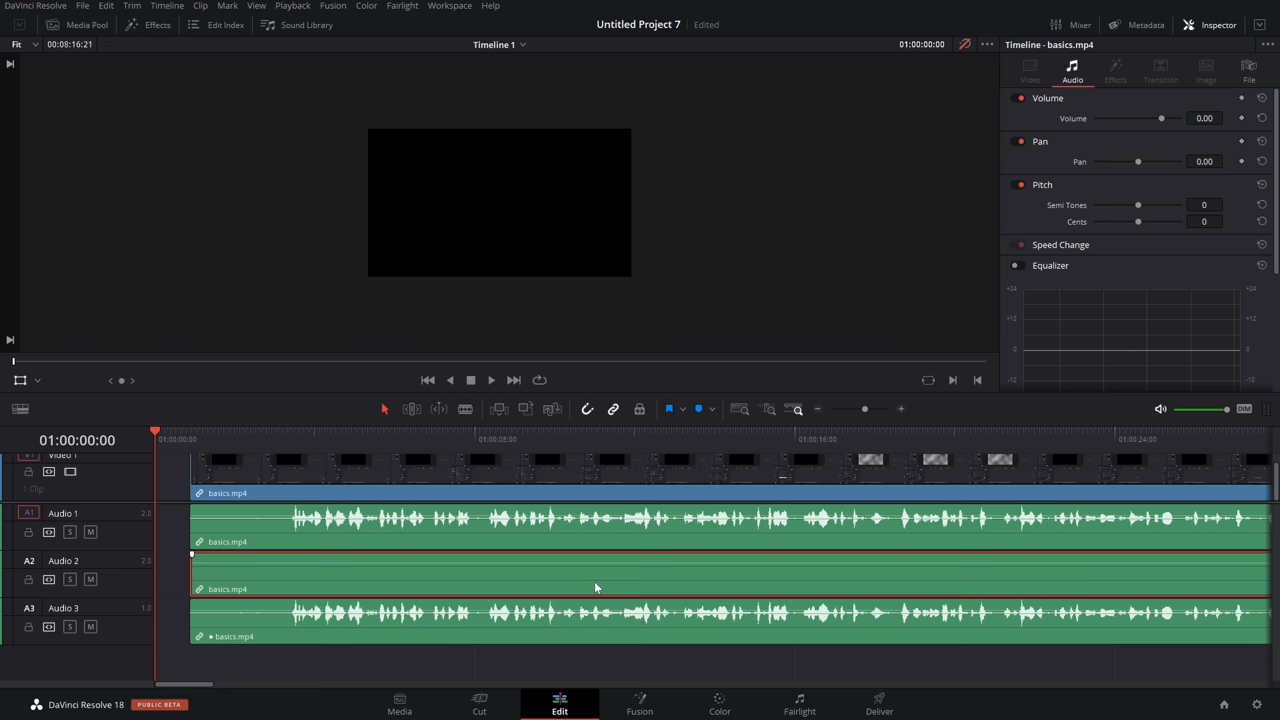 DaVinci Resolve File Edit Trim Timeline Clip Mark View Playback Fusion Color Fairlight Workspace Help
Media Pool Effects Edit Index Sound Library Untitled Project 7 Edited Mixer Metadata Inspector
Fit 00:08:16:21 Timeline 1 01:00:00:00 Timeline - basics.mp4
Video Audio Effects Transition Image File
Volume
Volume 0.00
Pan
Pan 0.00
Pitch
Semi Tones 0
Cents 0
Speed Change
Equalizer
+24 +24
+12 +12
0 0
-12 -12
DIM
01:00:00:00 01:00:00:00 01:00:08:00 01:00:16:00 01:00:24:00
V1 Video 1
1 Clip
basics.mp4
A1 Audio 1 2.0
S M
basics.mp4
A2 Audio 2 2.0
S M
basics.mp4
A3 Audio 3 1.0
S M
basics.mp4
DaVinci Resolve 18 PUBLIC BETA Media Cut Edit Fusion Color Fairlight Deliver